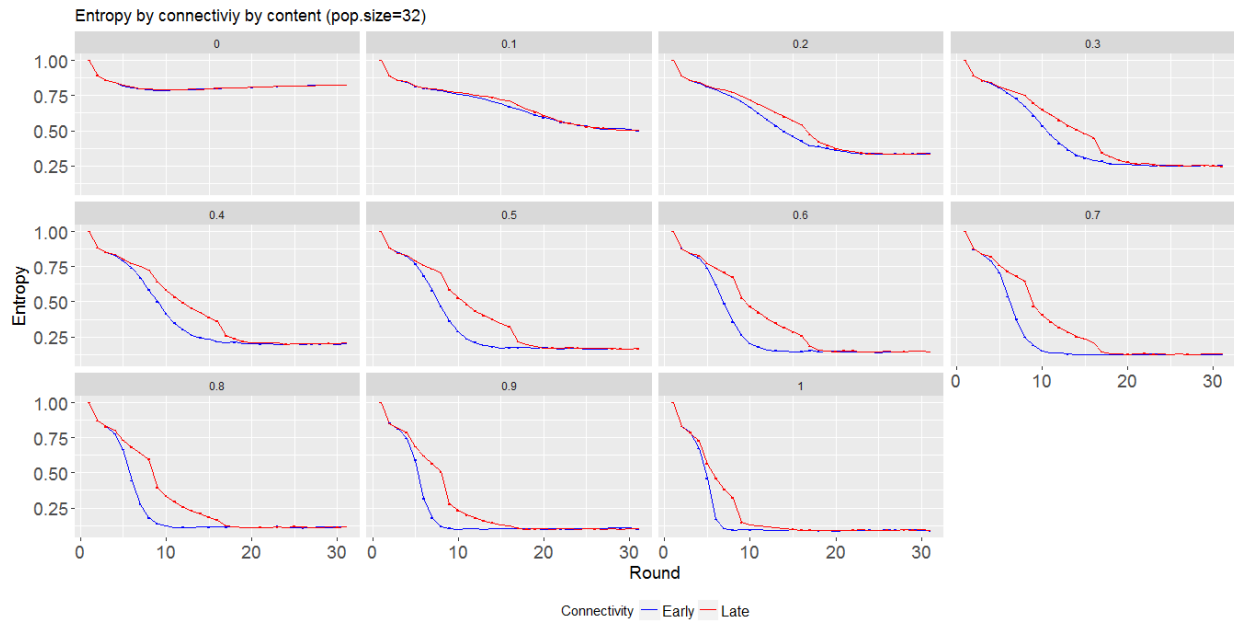 Entropy by connectiviy by content (pop.size=32)
0 0.1 0.2 0.3
1.00
0.75
0.50
0.25
0.4 0.5 0.6 0.7
1.00
0.75
0.50
0.25
Entropy
0 10 20 30
0.8 0.9 1
1.00
0.75
0.50
0.25
0 10 20 30 0 10 20 30 0 10 20 30
Round
Connectivity Early Late